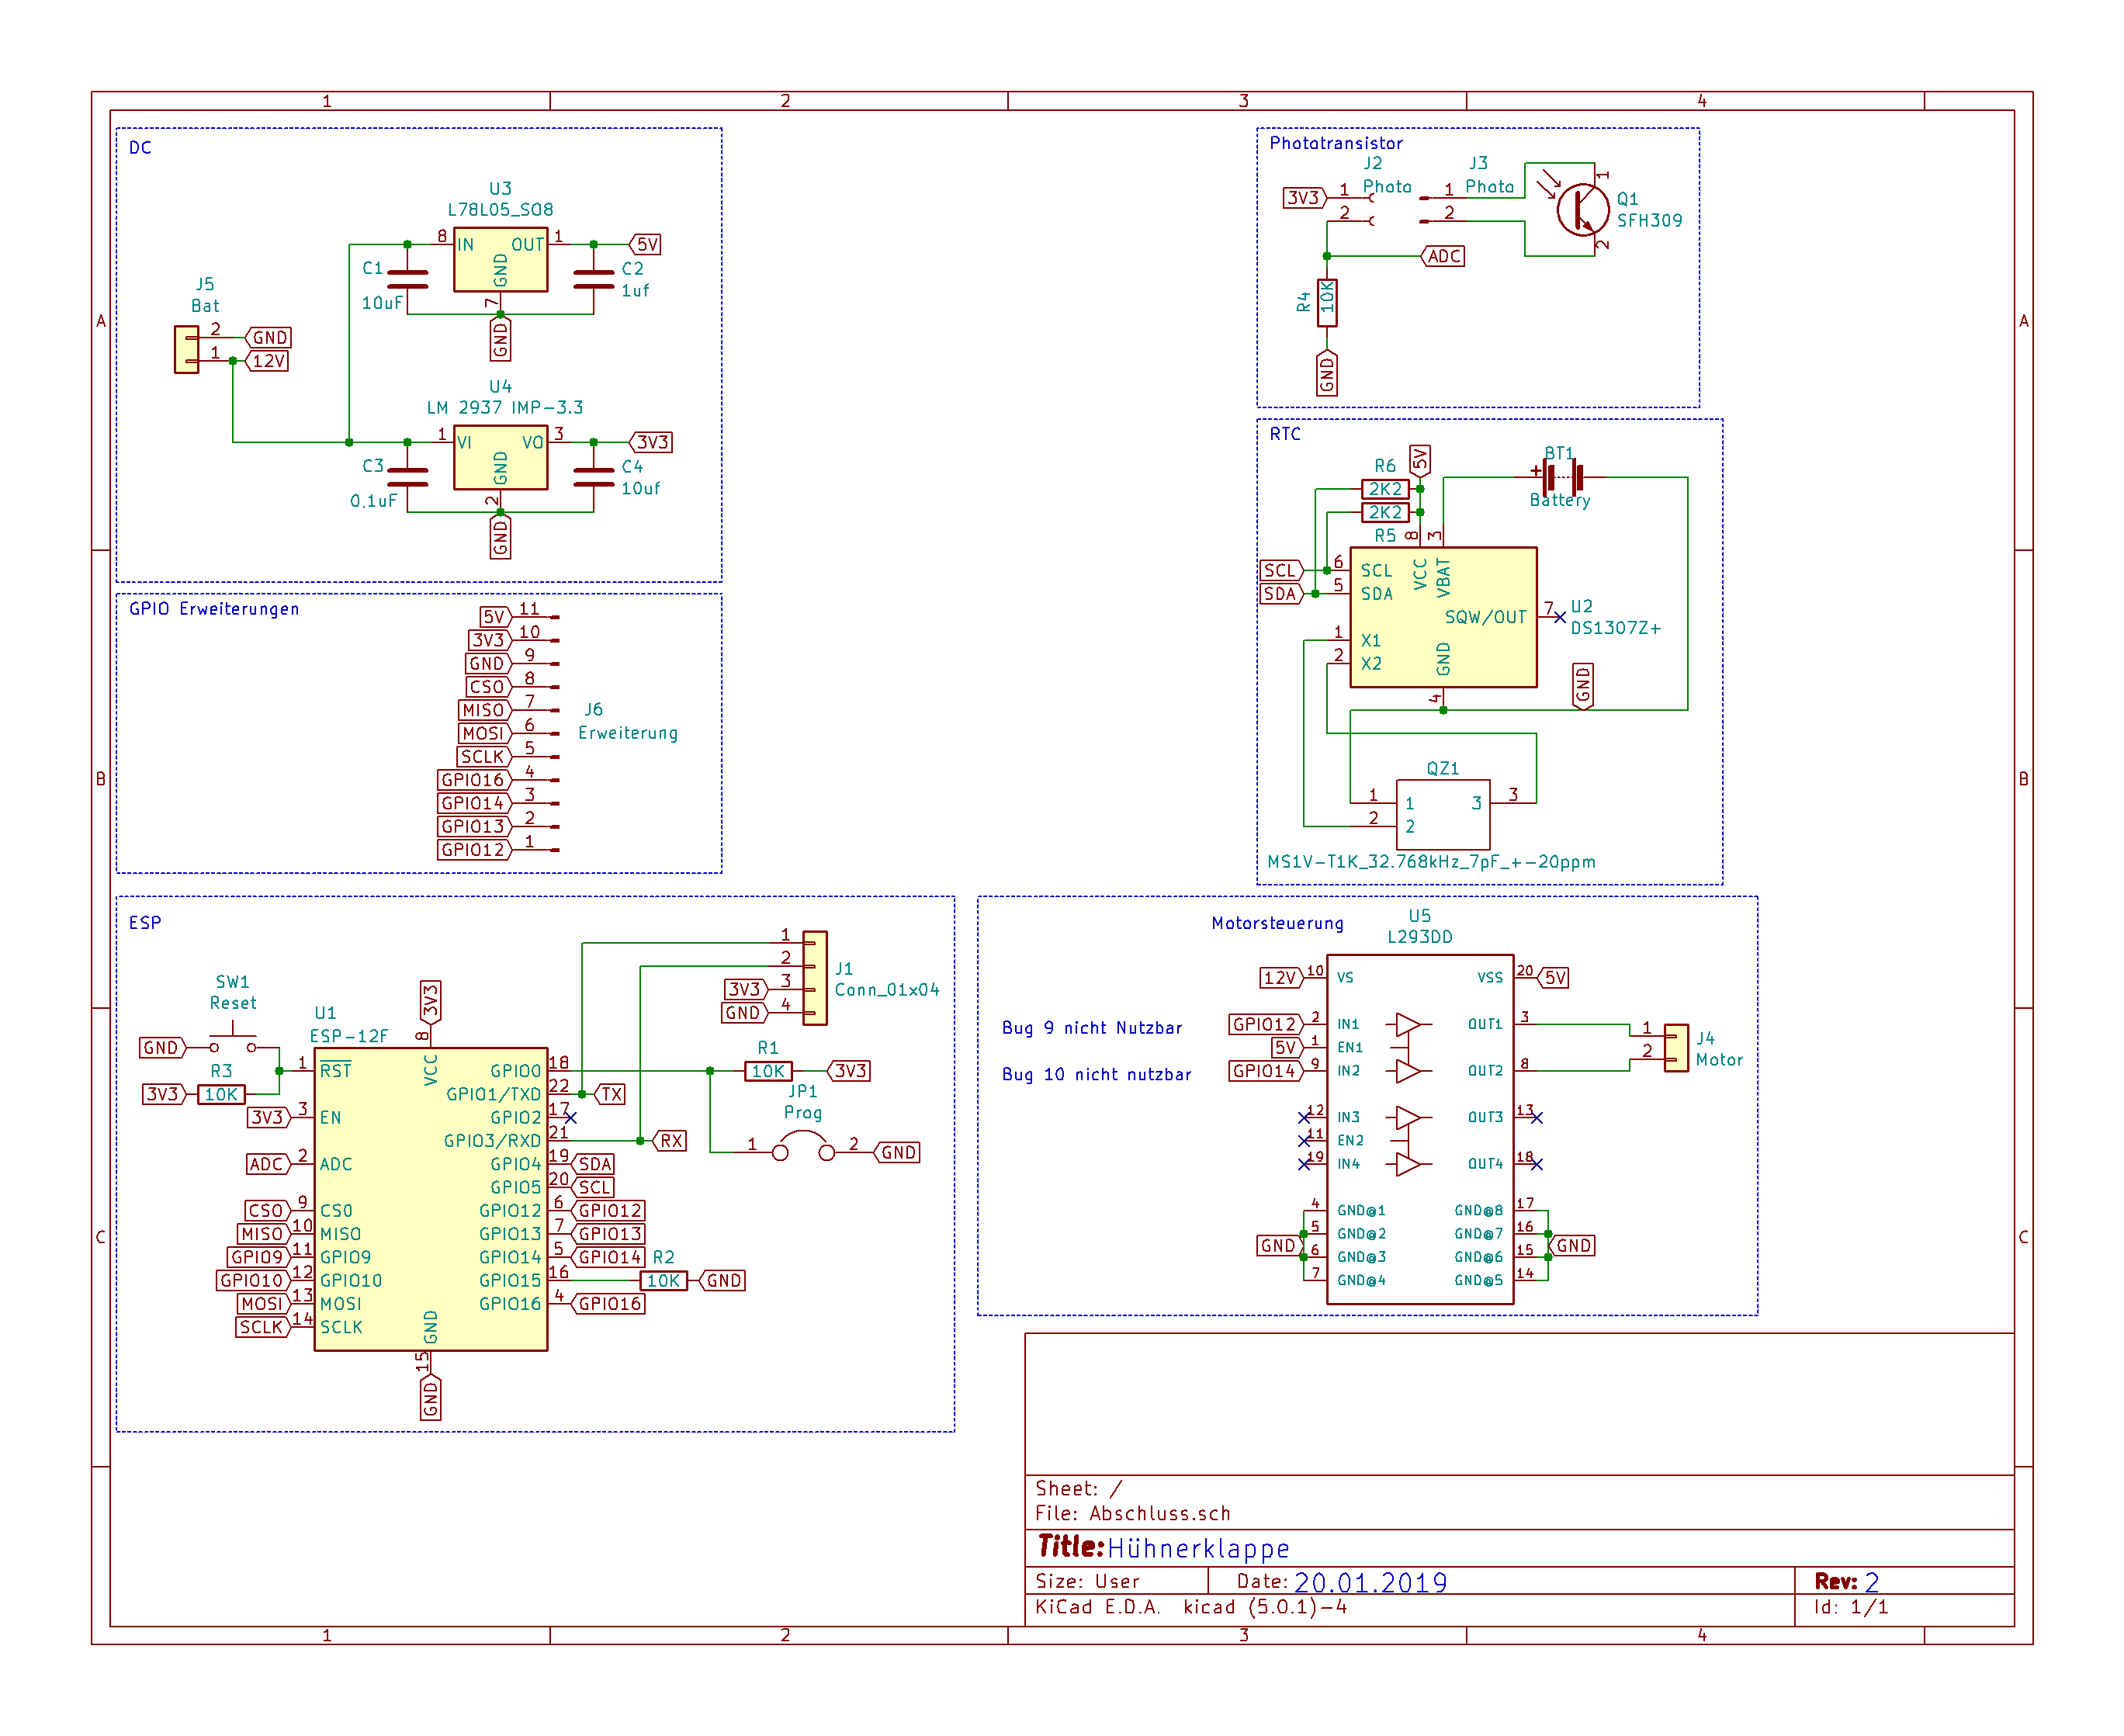 1 2 3 4
A
B
C
A
B
C
DC
U3
L78L05_SO8
8 IN OUT 1 5V
GND
7
C1
10uF
C2
1uf
GND
J5
Bat
2 GND
1 12V
U4
LM 2937 IMP-3.3
1 VI VO 3 3V3
GND
2
C3
0.1uF
C4
10uf
GND
GPIO Erweiterungen
5V 11
3V3 10
GND 9
CSO 8
MISO 7
MOSI 6
SCLK 5
GPIO16 4
GPIO14 3
GPIO13 2
GPIO12 1
J6
Erweiterung
ESP
SW1
Reset
GND
R3
3V3 10K
U1
ESP-12F
3V3
8
VCC
1 RST
3V3 3 EN
ADC 2 ADC
CSO 9 CS0
MISO 10 MISO
GPIO9 11 GPIO9
GPIO10 12 GPIO10
MOSI 13 MOSI
SCLK 14 SCLK
GND
15
GND
GPIO0 18
GPIO1/TXD 22 TX
GPIO2 17
GPIO3/RXD 21 RX
GPIO4 19 SDA
GPIO5 20 SCL
GPIO12 6 GPIO12
GPIO13 7 GPIO13
GPIO14 5 GPIO14
GPIO15 16 R2 10K GND
GPIO16 4 GPIO16
1
2
3V3 3
GND 4
J1
Conn_01x04
R1
10K 3V3
JP1
Prog
1 2 GND
Phototransistor
J2
Photo
J3
Photo
3V3 1
2
1
2
1
2
Q1
SFH309
ADC
R4
10K
GND
RTC
5V
R6
2K2
2K2
R5
BT1
+
Battery
8 3
VCC VBAT
SCL 6 SCL
SDA 5 SDA
SQW/OUT 7
U2
DS1307Z+
1 X1
2 X2
GND
4
GND
QZ1
1 1
2 2
3 3
MS1V-T1K_32.768kHz_7pF_+-20ppm
Motorsteuerung
U5
L293DD
12V 10 VS VSS 20 5V
Bug 9 nicht Nutzbar
GPIO12 2 IN1 OUT1 3
5V 1 EN1
Bug 10 nicht nutzbar
GPIO14 9 IN2 OUT2 8
12 IN3 OUT3 13
11 EN2
19 IN4 OUT4 18
4 GND@1 GND@8 17
5 GND@2 GND@7 16
GND GND
6 GND@3 GND@6 15
7 GND@4 GND@5 14
1
2
J4
Motor
Sheet: /
File: Abschluss.sch
Title: Hühnerklappe
Size: User Date: 20.01.2019 Rev: 2
KiCad E.D.A. kicad (5.0.1)-4 Id: 1/1
1 2 3 4